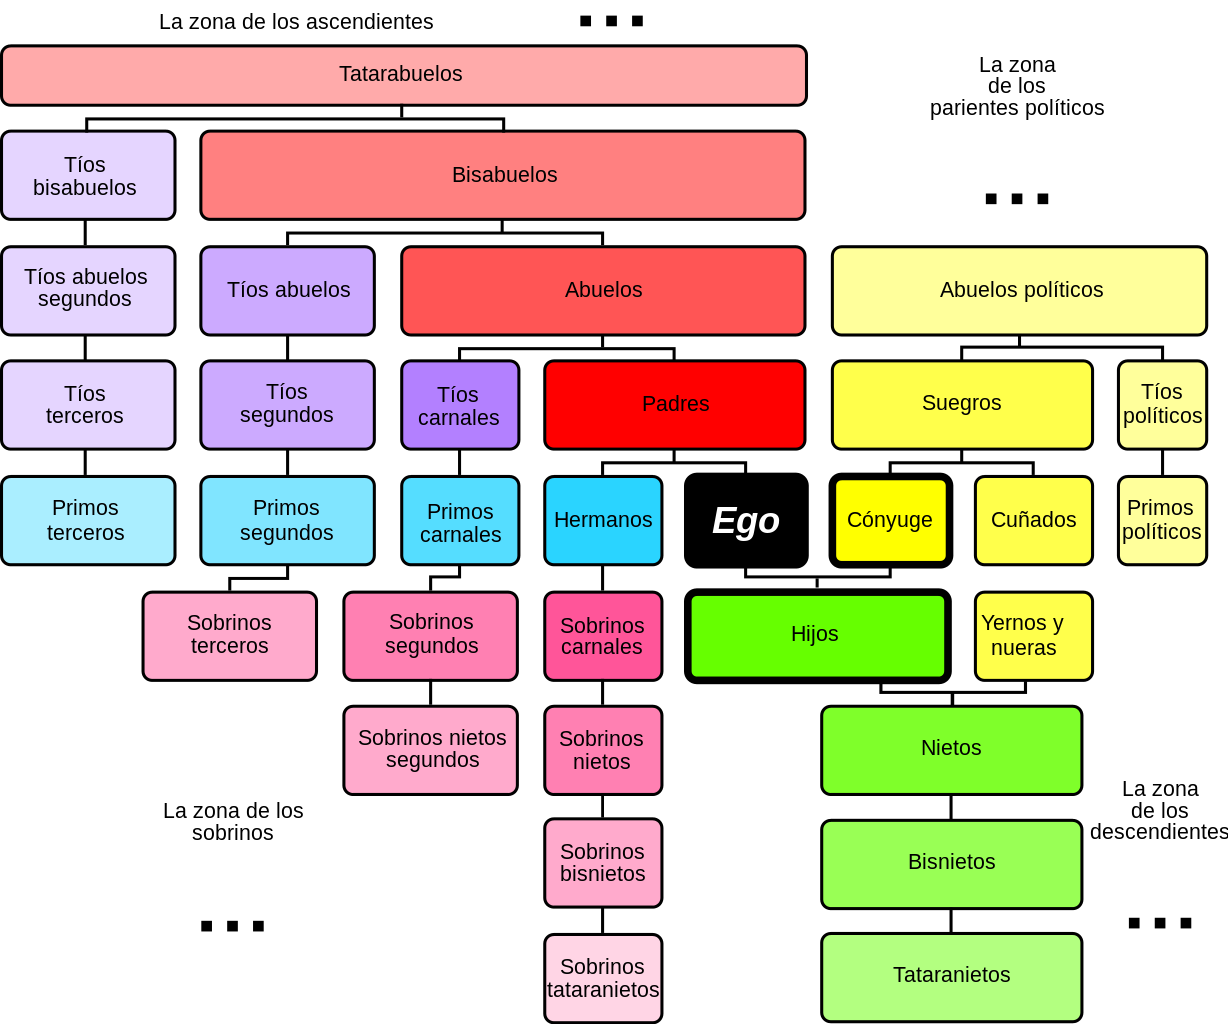 La zona de los ascendientes
Tatarabuelos
La zona
de los
parientes políticos
Tíos
bisabuelos
Bisabuelos
Tíos abuelos
segundos
Tíos abuelos
Abuelos
Abuelos políticos
Tíos
terceros
Tíos
segundos
Tíos
carnales
Padres
Suegros
Tíos
políticos
Primos
terceros
Primos
segundos
Primos
carnales
Hermanos
Ego
Cónyuge
Cuñados
Primos
políticos
Sobrinos
terceros
Sobrinos
segundos
Sobrinos
carnales
Hijos
Yernos y
nueras
Sobrinos nietos
segundos
Sobrinos
nietos
Nietos
La zona de los
sobrinos
La zona
de los
descendientes
Sobrinos
bisnietos
Bisnietos
Sobrinos
tataranietos
Tataranietos